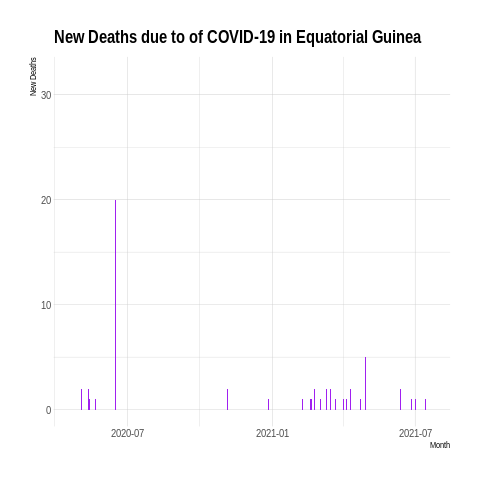 New Deaths due to of COVID-19 in Equatorial Guinea
New Deaths
30
20
10
0
2020-07 2021-01 2021-07
Month